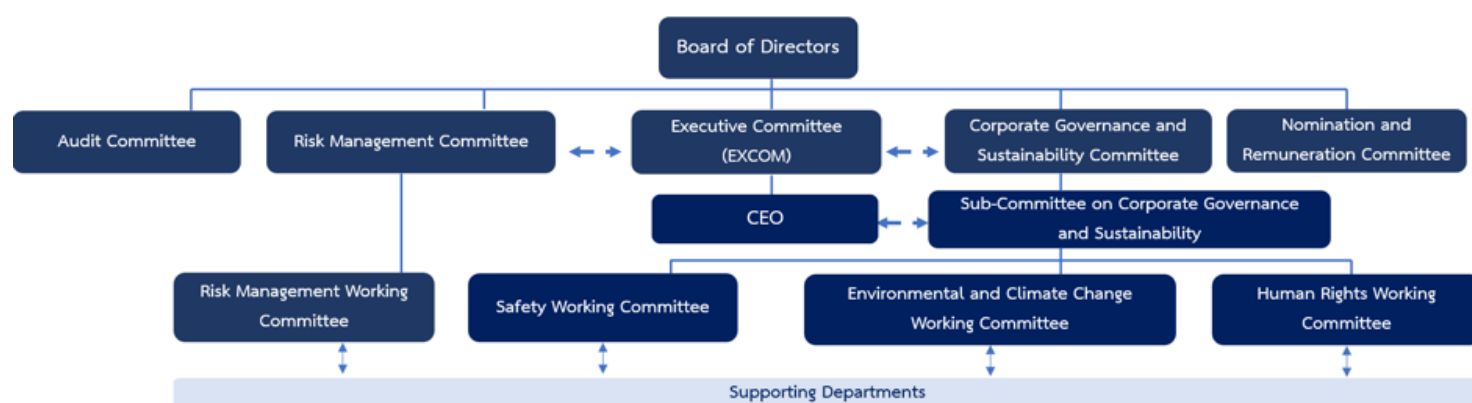 Board of Directors
Audit Committee
Risk Management Committee
Executive Committee
(EXCOM)
Corporate Governance and
Sustainability Committee
Nomination and
Remuneration Committee
CEO
Sub-Committee on Corporate Governance
and Sustainability
Risk Management Working
Committee
Safety Working Committee
Environmental and Climate Change
Working Committee
Human Rights Working
Committee
Supporting Departments